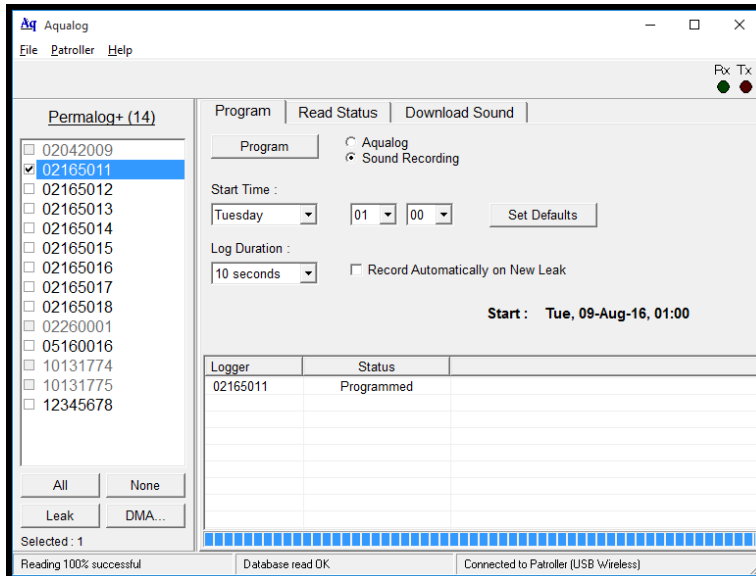 Aq Aqualog
File Patroller Help
Rx Tx
Permalog+ (14)
02042009
02165011
02165012
02165013
02165014
02165015
02165016
02165017
02165018
02260001
05160016
10131774
10131775
12345678
All None
Leak DMA...
Selected : 1
Program Read Status Download Sound
Program
Aqualog
Sound Recording
Start Time :
Tuesday 01 00 Set Defaults
Log Duration :
10 seconds Record Automatically on New Leak
Start : Tue, 09-Aug-16, 01:00
Logger Status
02165011 Programmed
Reading 100% successful Database read OK Connected to Patroller (USB Wireless)